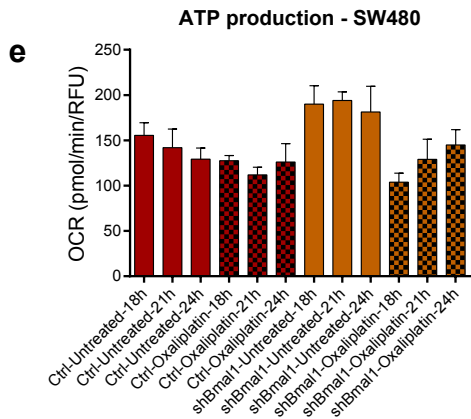 ATP production - SW480
e
OCR (pmol/min/RFU)
250
200
150
100
50
0
Ctrl-Untreated-18h
Ctrl-Untreated-21h
Ctrl-Untreated-24h
Ctrl-Oxaliplatin-18h
Ctrl-Oxaliplatin-21h
Ctrl-Oxaliplatin-24h
shBmal1-Untreated-18h
shBmal1-Untreated-21h
shBmal1-Untreated-24h
shBmal1-Oxaliplatin-18h
shBmal1-Oxaliplatin-21h
shBmal1-Oxaliplatin-24h